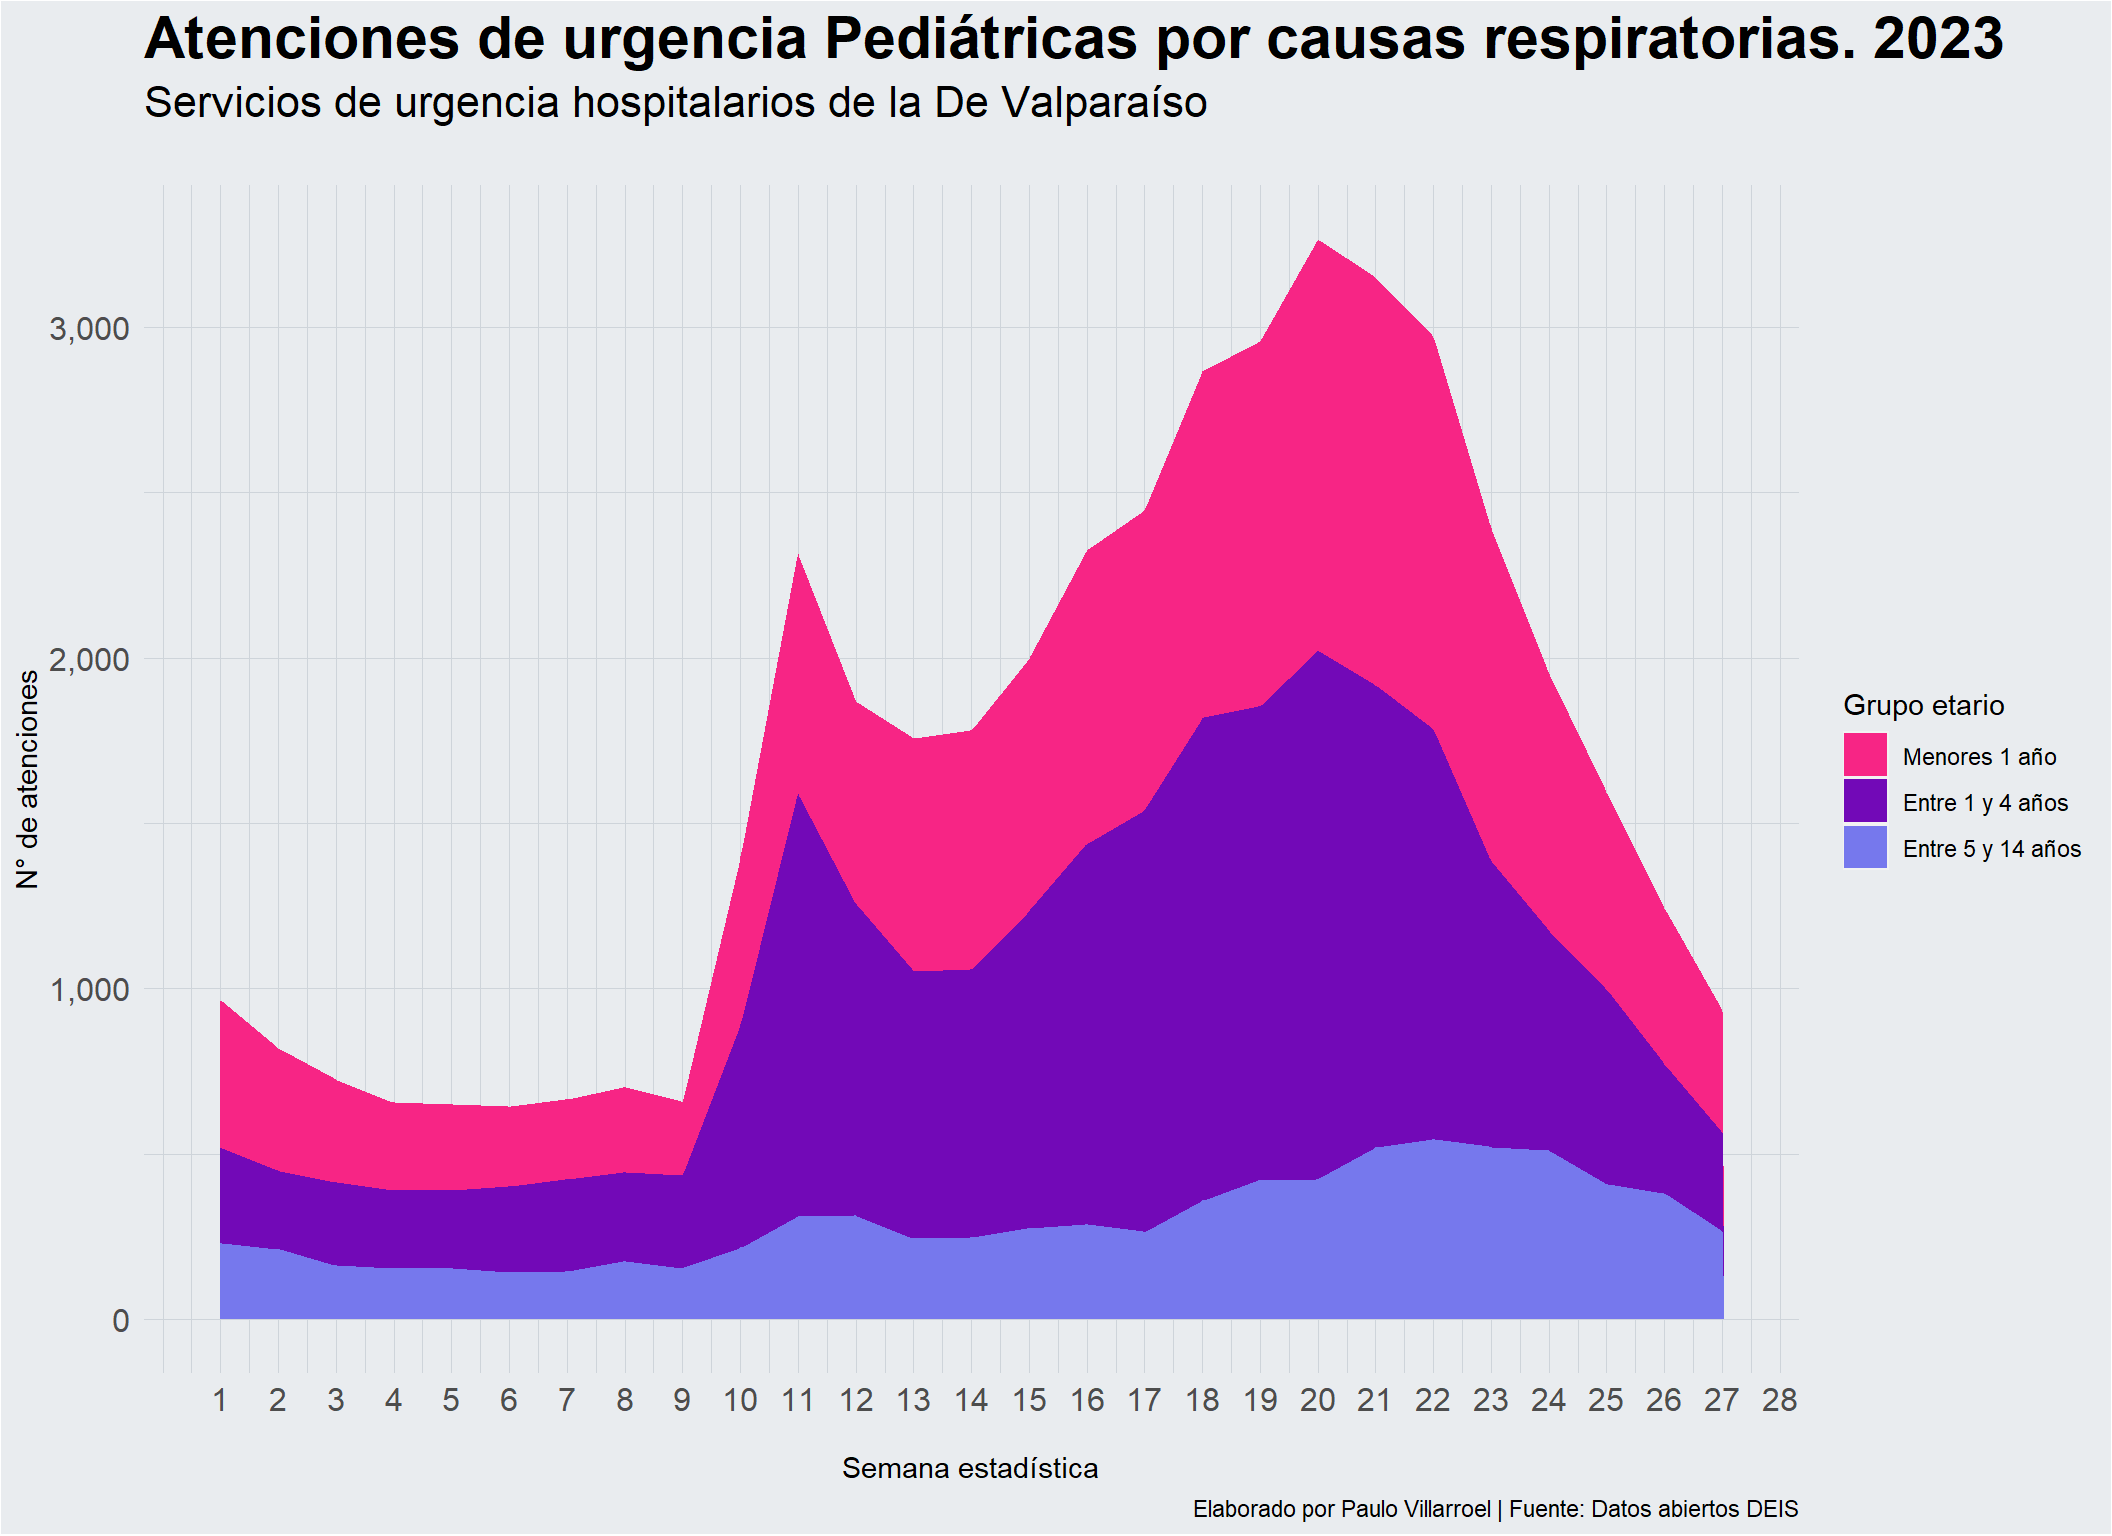 Atenciones de urgencia Pediátricas por causas respiratorias. 2023
Servicios de urgencia hospitalarios de la De Valparaíso
3,000
2,000
1,000
0
N° de atenciones
1 2 3 4 5 6 7 8 9 10 11 12 13 14 15 16 17 18 19 20 21 22 23 24 25 26 27 28
Semana estadística
Grupo etario
Menores 1 año
Entre 1 y 4 años
Entre 5 y 14 años
Elaborado por Paulo Villarroel | Fuente: Datos abiertos DEIS